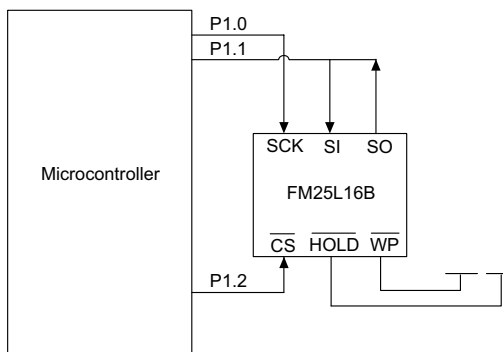 P1.0
P1.1
SCK SI SO
Microcontroller
FM25L16B
CS HOLD WP
P1.2